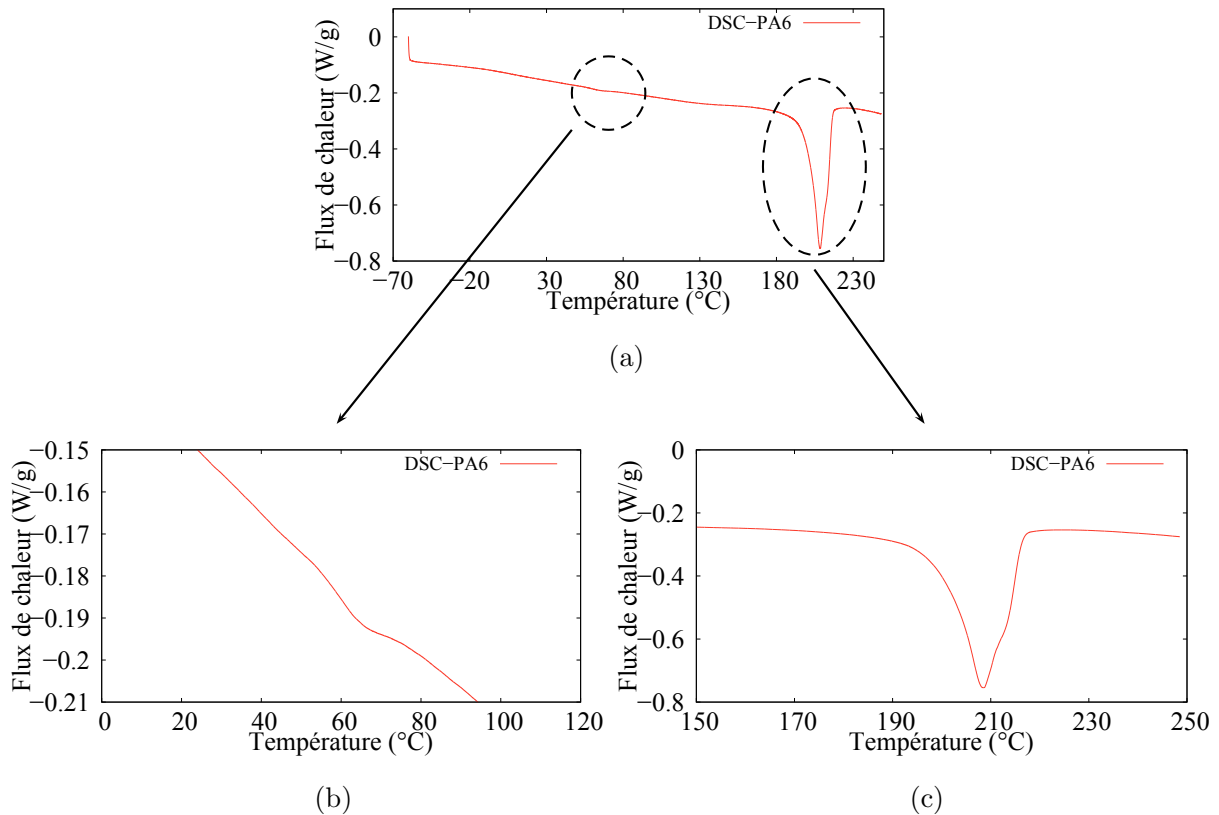 DSC−PA6
Flux de chaleur (W/g)
0
−0.2
−0.4
−0.6
−0.8
−70 −20 30 80 130 180 230
Température (°C)
(a)
DSC−PA6
Flux de chaleur (W/g)
−0.15
−0.16
−0.17
−0.18
−0.19
−0.2
−0.21
0 20 40 60 80 100 120
Température (°C)
(b)
DSC−PA6
Flux de chaleur (W/g)
0
−0.2
−0.4
−0.6
−0.8
150 170 190 210 230 250
Température (°C)
(c)